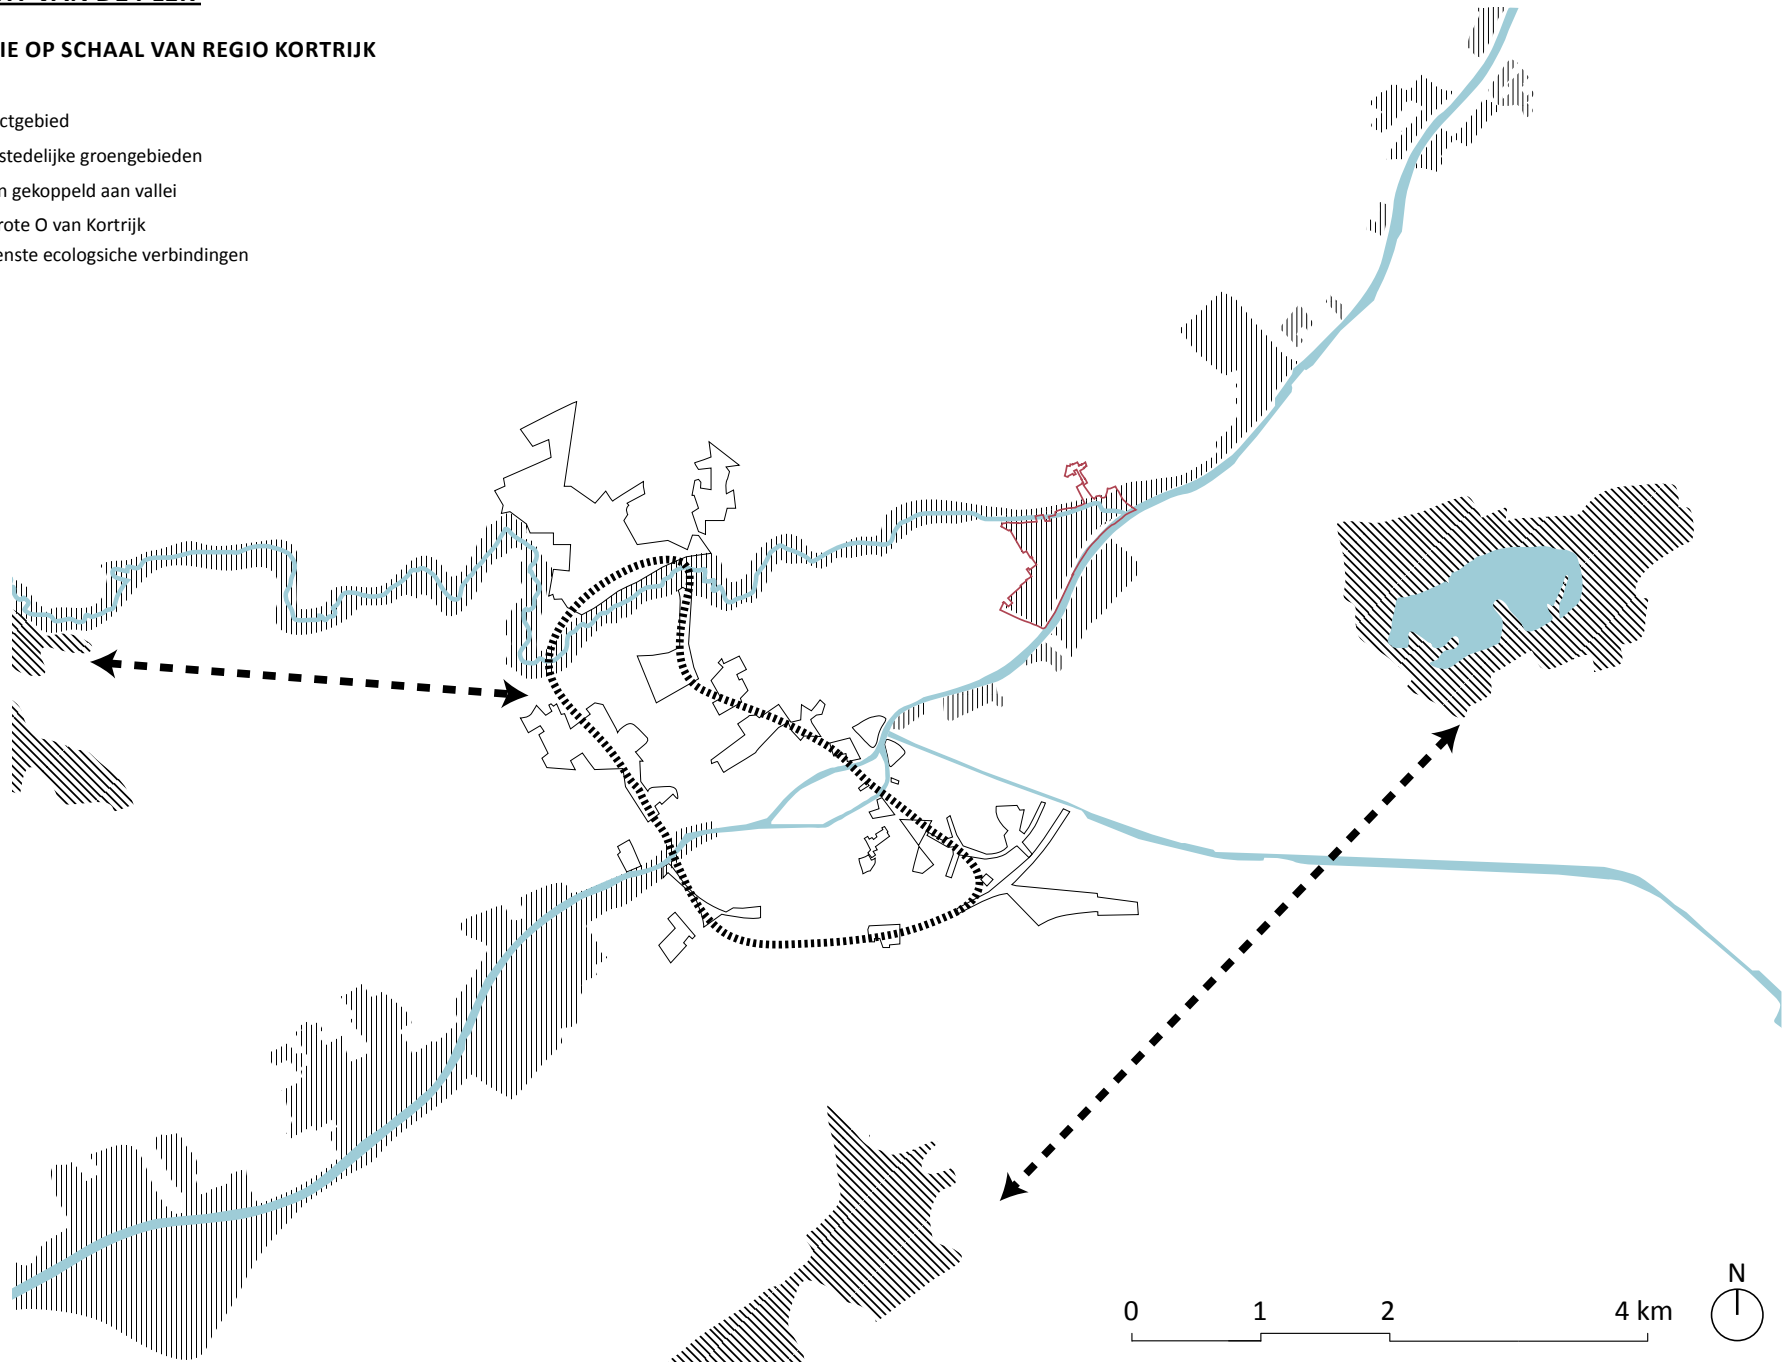 IE OP SCHAAL VAN REGIO KORTRIJK
ctgebied
stedelijke groengebieden
n gekoppeld aan vallei
rote O van Kortrijk
enste ecologsiche verbindingen
N
0 1 2 4 km